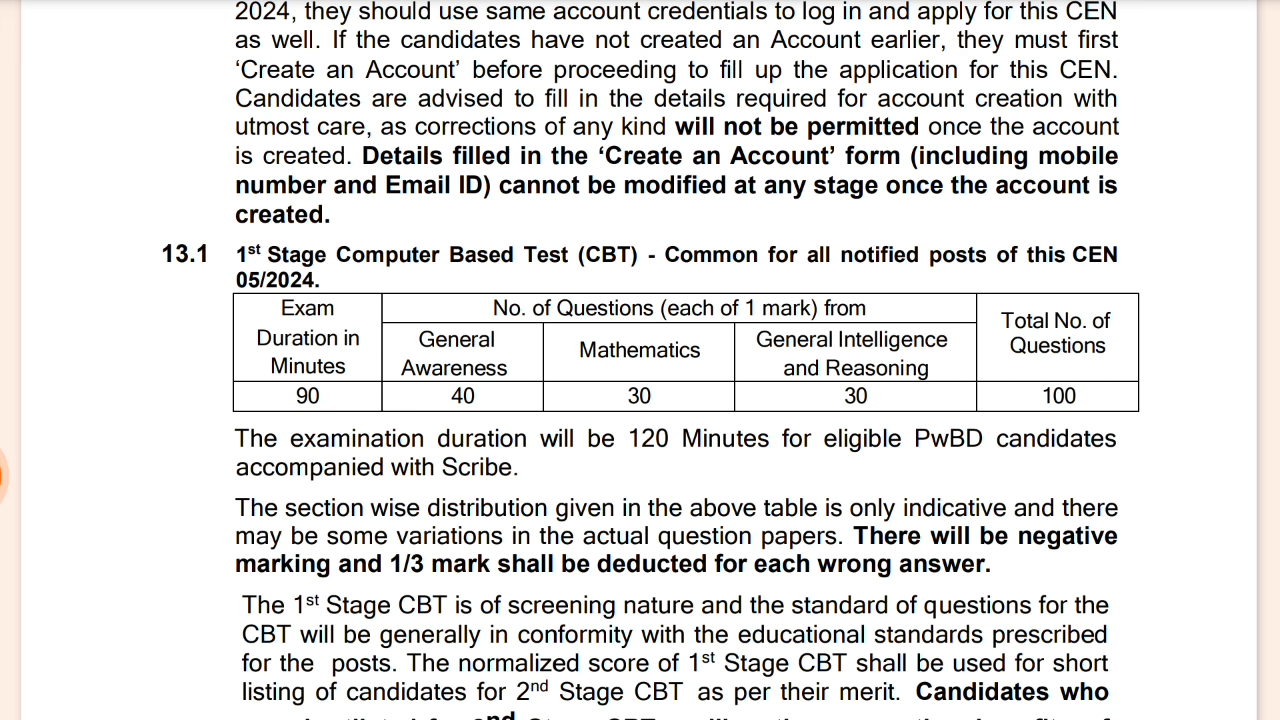 2024, they should use same account credentials to log in and apply for this CEN
as well. If the candidates have not created an Account earlier, they must first
‘Create an Account’ before proceeding to fill up the application for this CEN.
Candidates are advised to fill in the details required for account creation with
utmost care, as corrections of any kind will not be permitted once the account
is created. Details filled in the ‘Create an Account’ form (including mobile
number and Email ID) cannot be modified at any stage once the account is
created.
13.1 1st Stage Computer Based Test (CBT) - Common for all notified posts of this CEN
05/2024.
Exam
Duration in
Minutes
No. of Questions (each of 1 mark) from
General
Awareness
Mathematics
General Intelligence
and Reasoning
Total No. of
Questions
90 40 30 30 100
The examination duration will be 120 Minutes for eligible PwBD candidates
accompanied with Scribe.
The section wise distribution given in the above table is only indicative and there
may be some variations in the actual question papers. There will be negative
marking and 1/3 mark shall be deducted for each wrong answer.
The 1st Stage CBT is of screening nature and the standard of questions for the
CBT will be generally in conformity with the educational standards prescribed
for the posts. The normalized score of 1st Stage CBT shall be used for short
listing of candidates for 2nd Stage CBT as per their merit. Candidates who